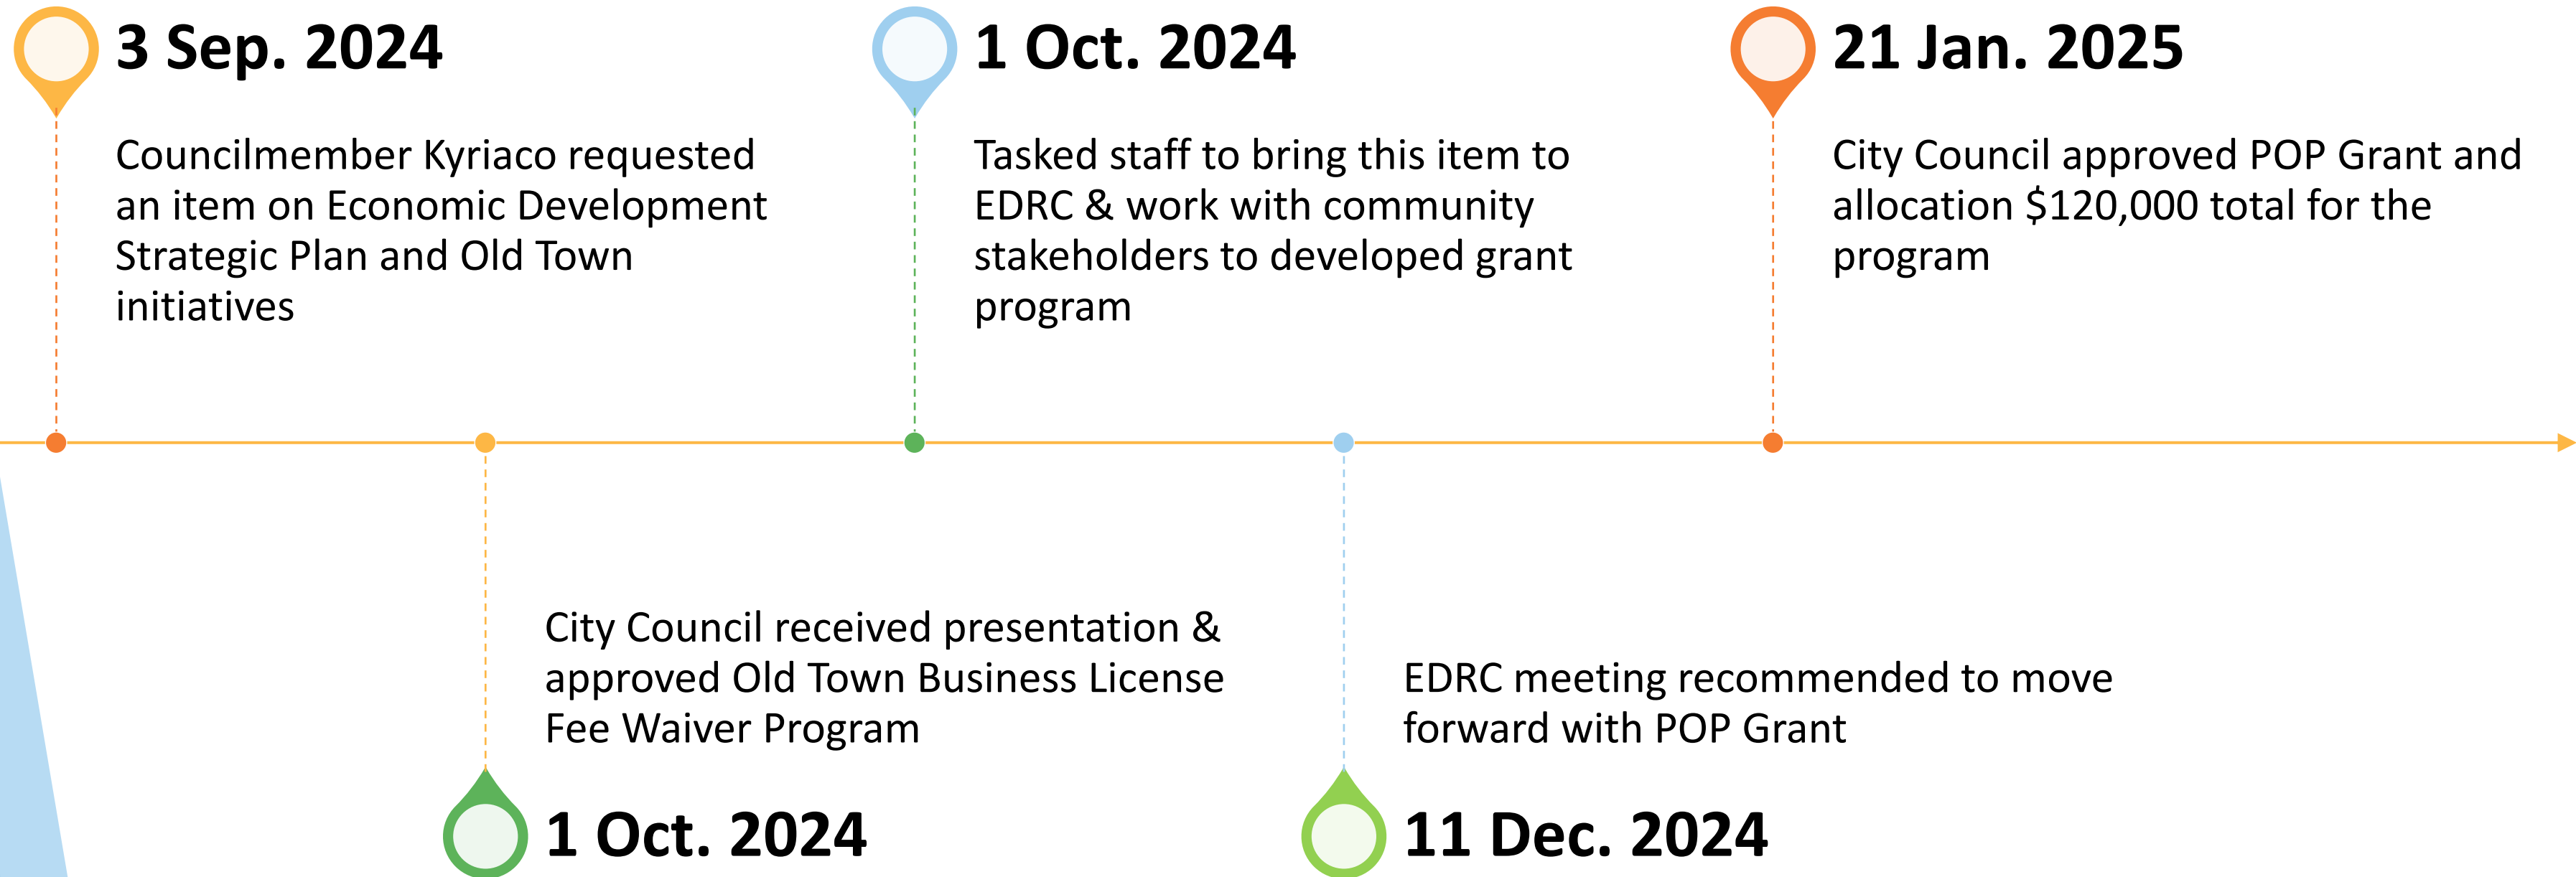 3 Sep. 2024
Councilmember Kyriaco requested
an item on Economic Development
Strategic Plan and Old Town
initiatives
City Council received presentation &
approved Old Town Business License
Fee Waiver Program
1 Oct. 2024
1 Oct. 2024
Tasked staff to bring this item to
EDRC & work with community
stakeholders to developed grant
program
EDRC meeting recommended to move
forward with POP Grant
11 Dec. 2024
21 Jan. 2025
City Council approved POP Grant and
allocation $120,000 total for the
program